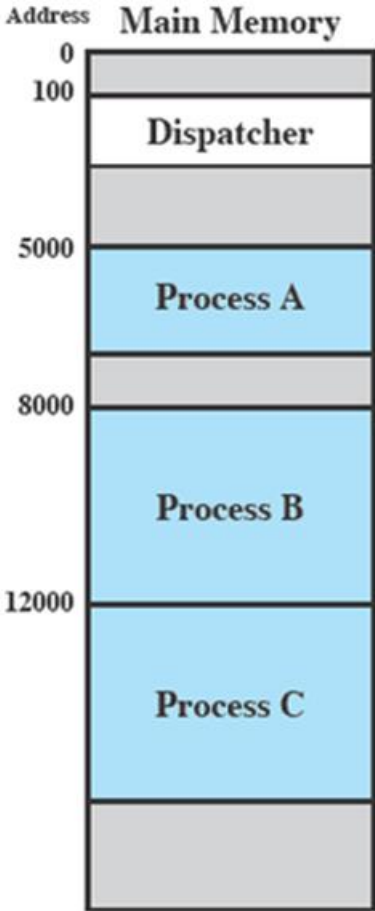 Address Main Memory
0
100
Dispatcher
5000
Process A
8000
Process B
12000
Process C